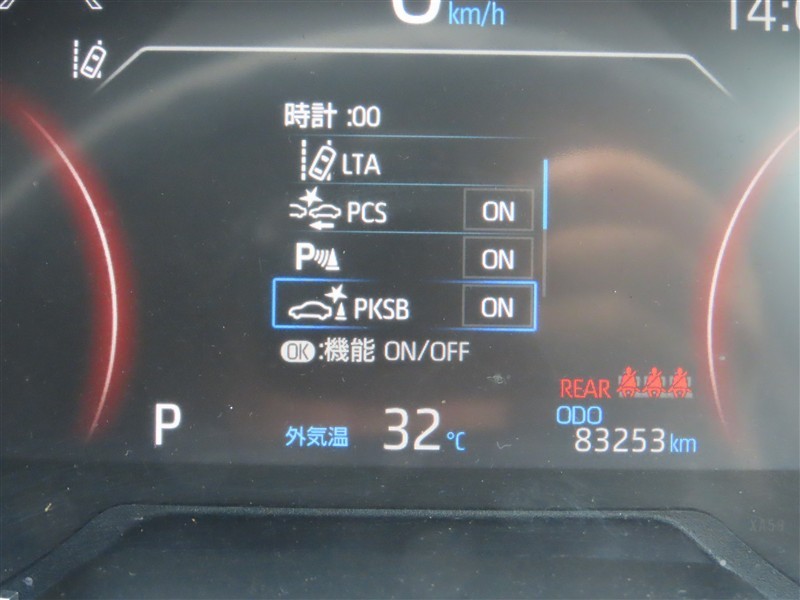 km/h
時計 :00
LTA
PCS ON
P ON
PKSB ON
OK :機能 ON/OFF
REAR
P 外気温 32 °C
ODO
83253 km